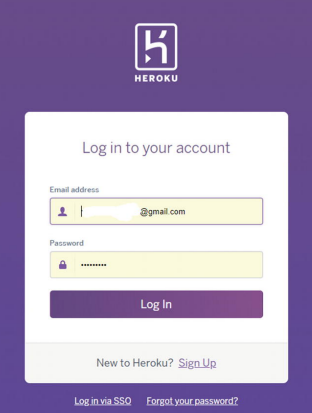 HEROKU
Log in to your account
Email address
@gmail.com
Password
Log In
New to Heroku? Sign Up
Log in via SSO Forgot your password?